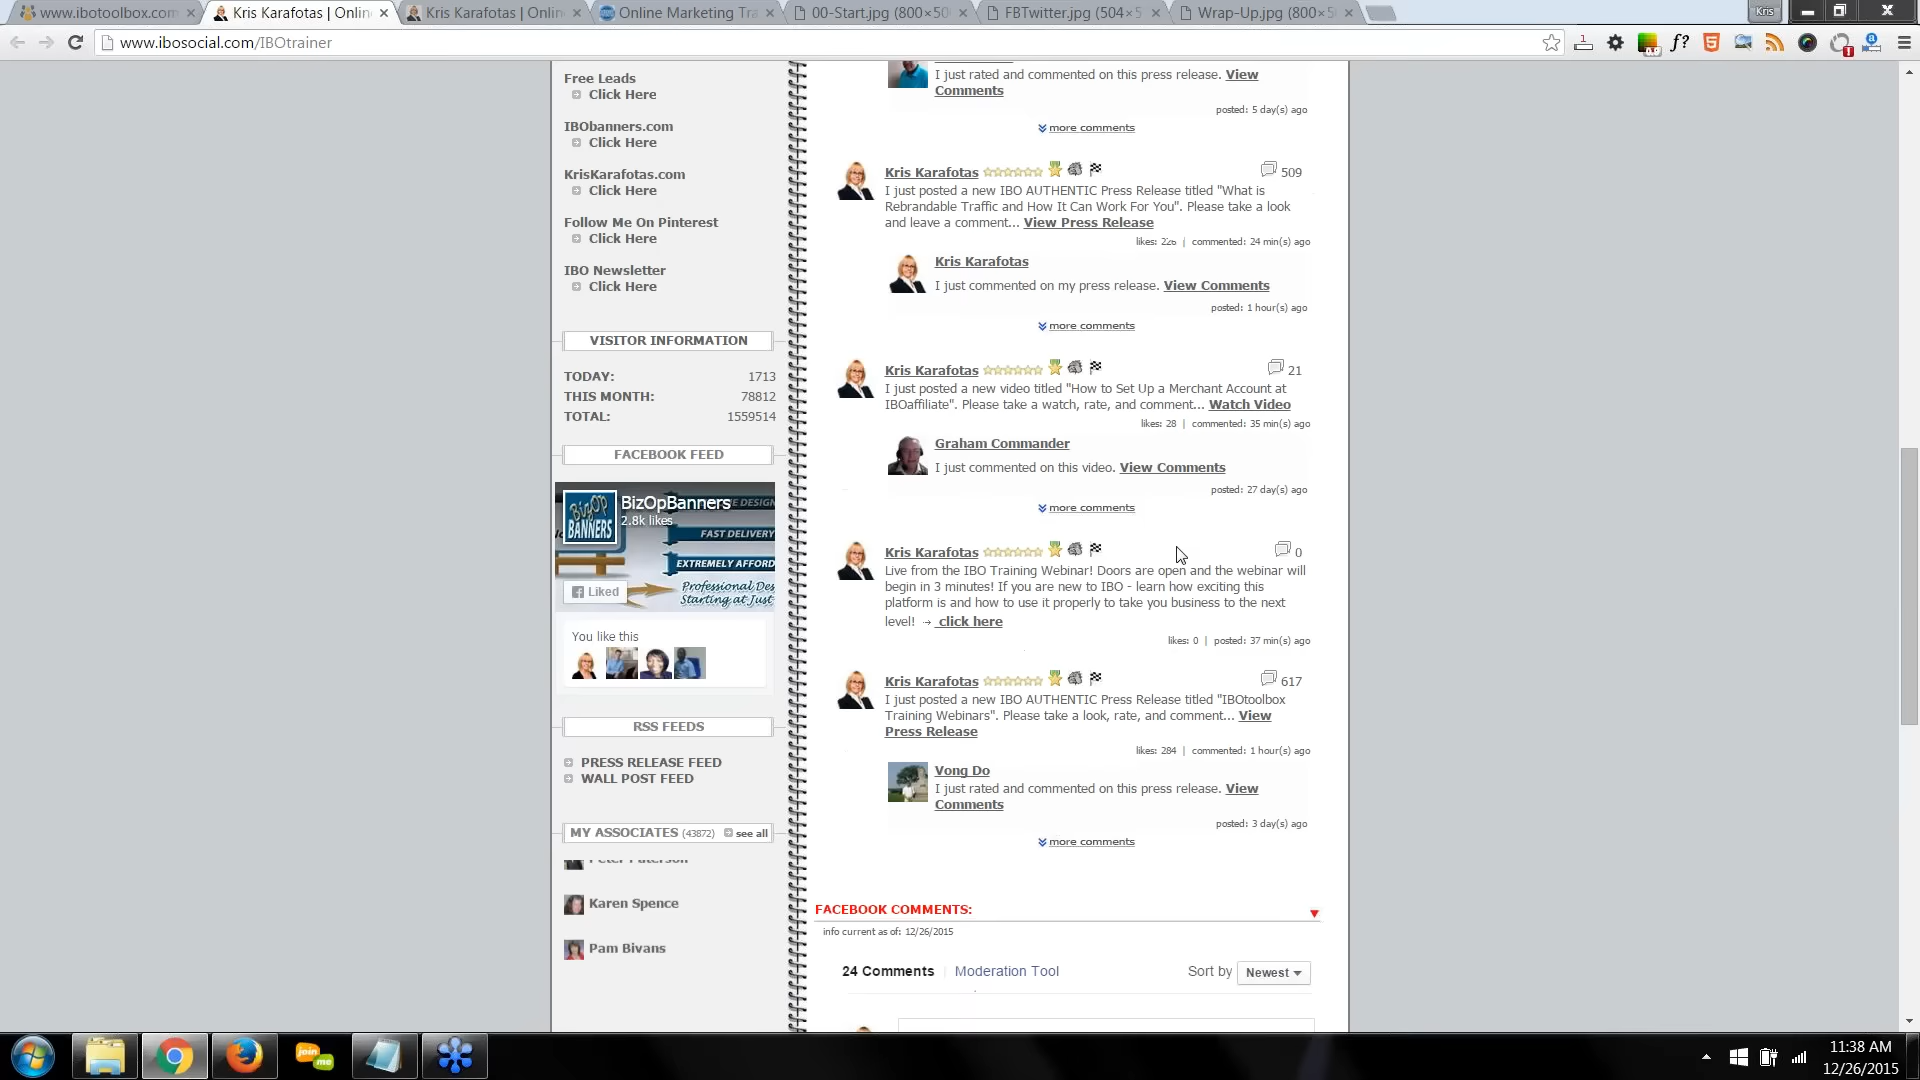 www.ibotoolbox.com
Kris Karafotas | Onlin
Kris Karafotas | Onlin
Online Marketing Tra
00-Start.jpg (800×50
FBTwitter.jpg (504×5
Wrap-Up.jpg (800×5
Kris
www.ibosocial.com/IBOtrainer
Free Leads
Click Here
IBObanners.com
Click Here
KrisKarafotas.com
Click Here
Follow Me On Pinterest
Click Here
IBO Newsletter
Click Here
VISITOR INFORMATION
TODAY: 1713
THIS MONTH: 78812
TOTAL: 1559514
FACEBOOK FEED
BizOpBanners
2.8k likes
BizOp
BANNERS
FAST DELIVERY
EXTREMELY AFFORD
Professional Des
Starting at Just
Liked
You like this
RSS FEEDS
PRESS RELEASE FEED
WALL POST FEED
MY ASSOCIATES (43872) see all
Karen Spence
Pam Bivans
I just rated and commented on this press release. View
Comments
posted: 5 day(s) ago
more comments
Kris Karafotas 509
I just posted a new IBO AUTHENTIC Press Release titled "What is
Rebrandable Traffic and How It Can Work For You". Please take a look
and leave a comment... View Press Release
likes: 226 | commented: 24 min(s) ago
Kris Karafotas
I just commented on my press release. View Comments
posted: 1 hour(s) ago
more comments
Kris Karafotas 21
I just posted a new video titled "How to Set Up a Merchant Account at
IBOaffiliate". Please take a watch, rate, and comment... Watch Video
likes: 28 | commented: 35 min(s) ago
Graham Commander
I just commented on this video. View Comments
posted: 27 day(s) ago
more comments
Kris Karafotas 0
Live from the IBO Training Webinar! Doors are open and the webinar will
begin in 3 minutes! If you are new to IBO - learn how exciting this
platform is and how to use it properly to take you business to the next
level! → click here
likes: 0 | posted: 37 min(s) ago
Kris Karafotas 617
I just posted a new IBO AUTHENTIC Press Release titled "IBOtoolbox
Training Webinars". Please take a look, rate, and comment... View
Press Release
likes: 284 | commented: 1 hour(s) ago
Vong Do
I just rated and commented on this press release. View
Comments
posted: 3 day(s) ago
more comments
FACEBOOK COMMENTS:
info current as of: 12/26/2015
24 Comments Moderation Tool Sort by Newest
join
me
11:38 AM
12/26/2015